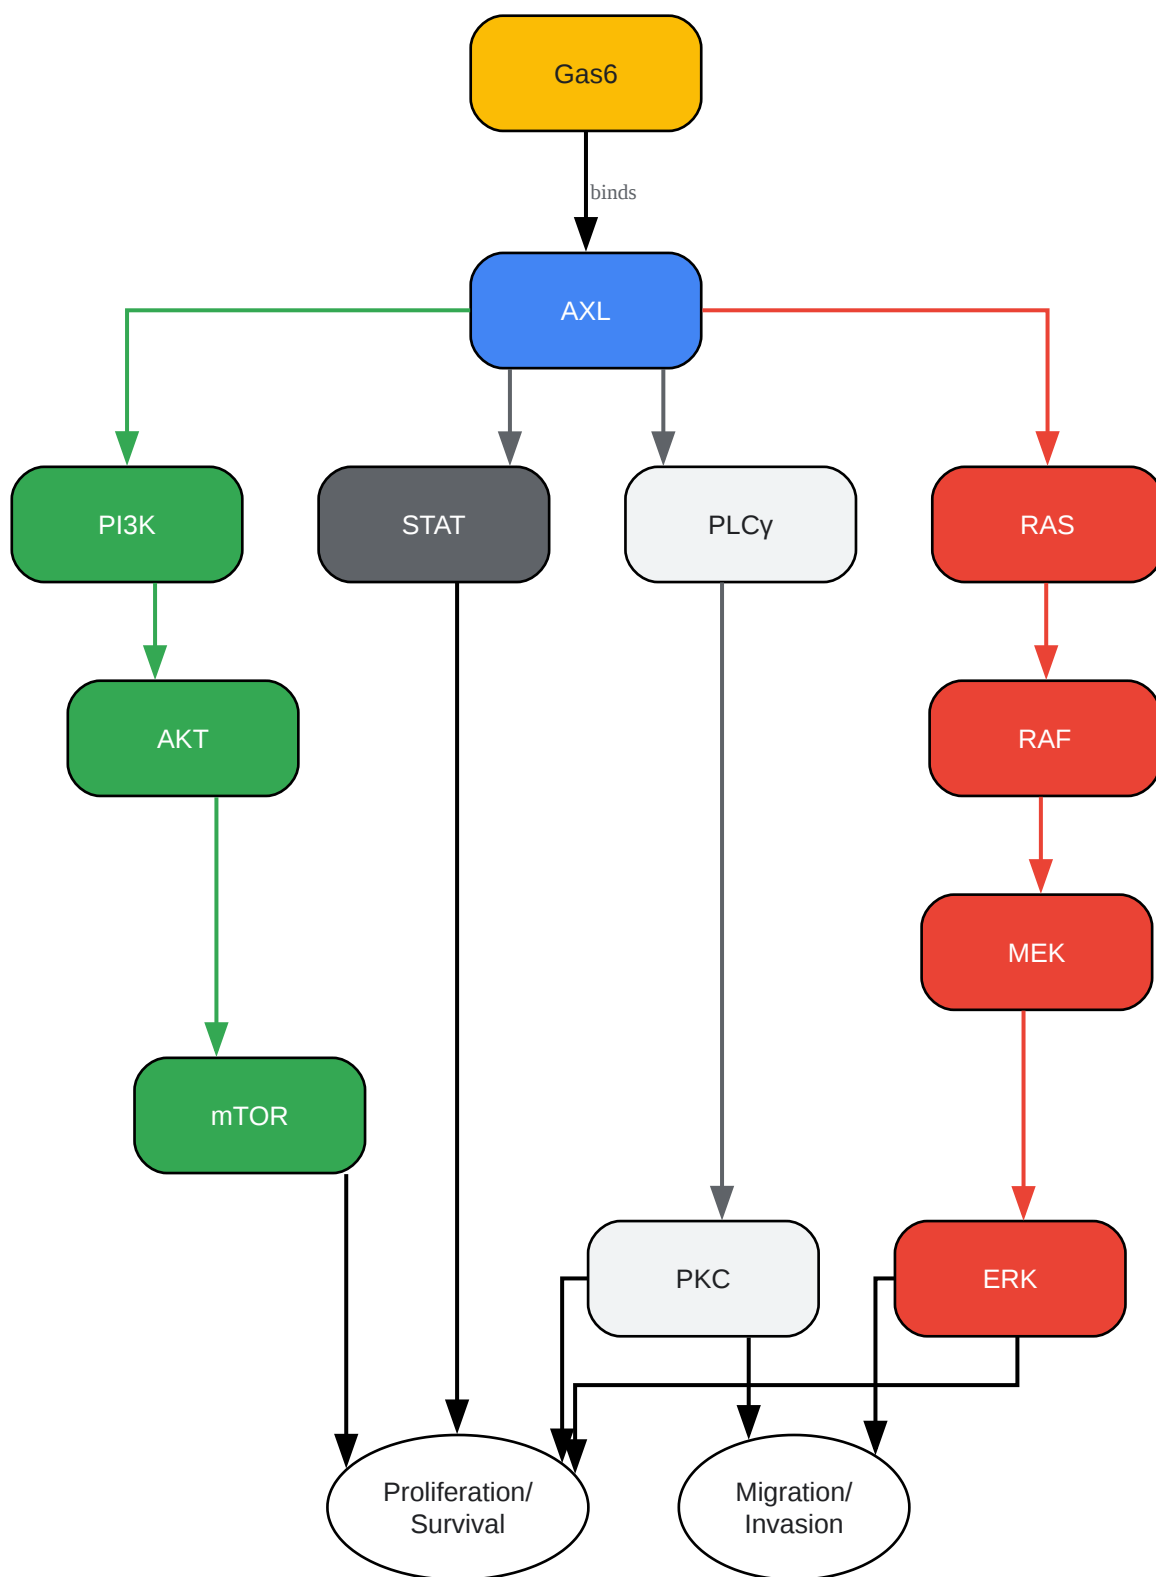 Gas6
binds
AXL
PI3K
STAT
PLCγ
RAS
AKT
RAF
MEK
mTOR
PKC
ERK
Proliferation/
Survival
Migration/
Invasion